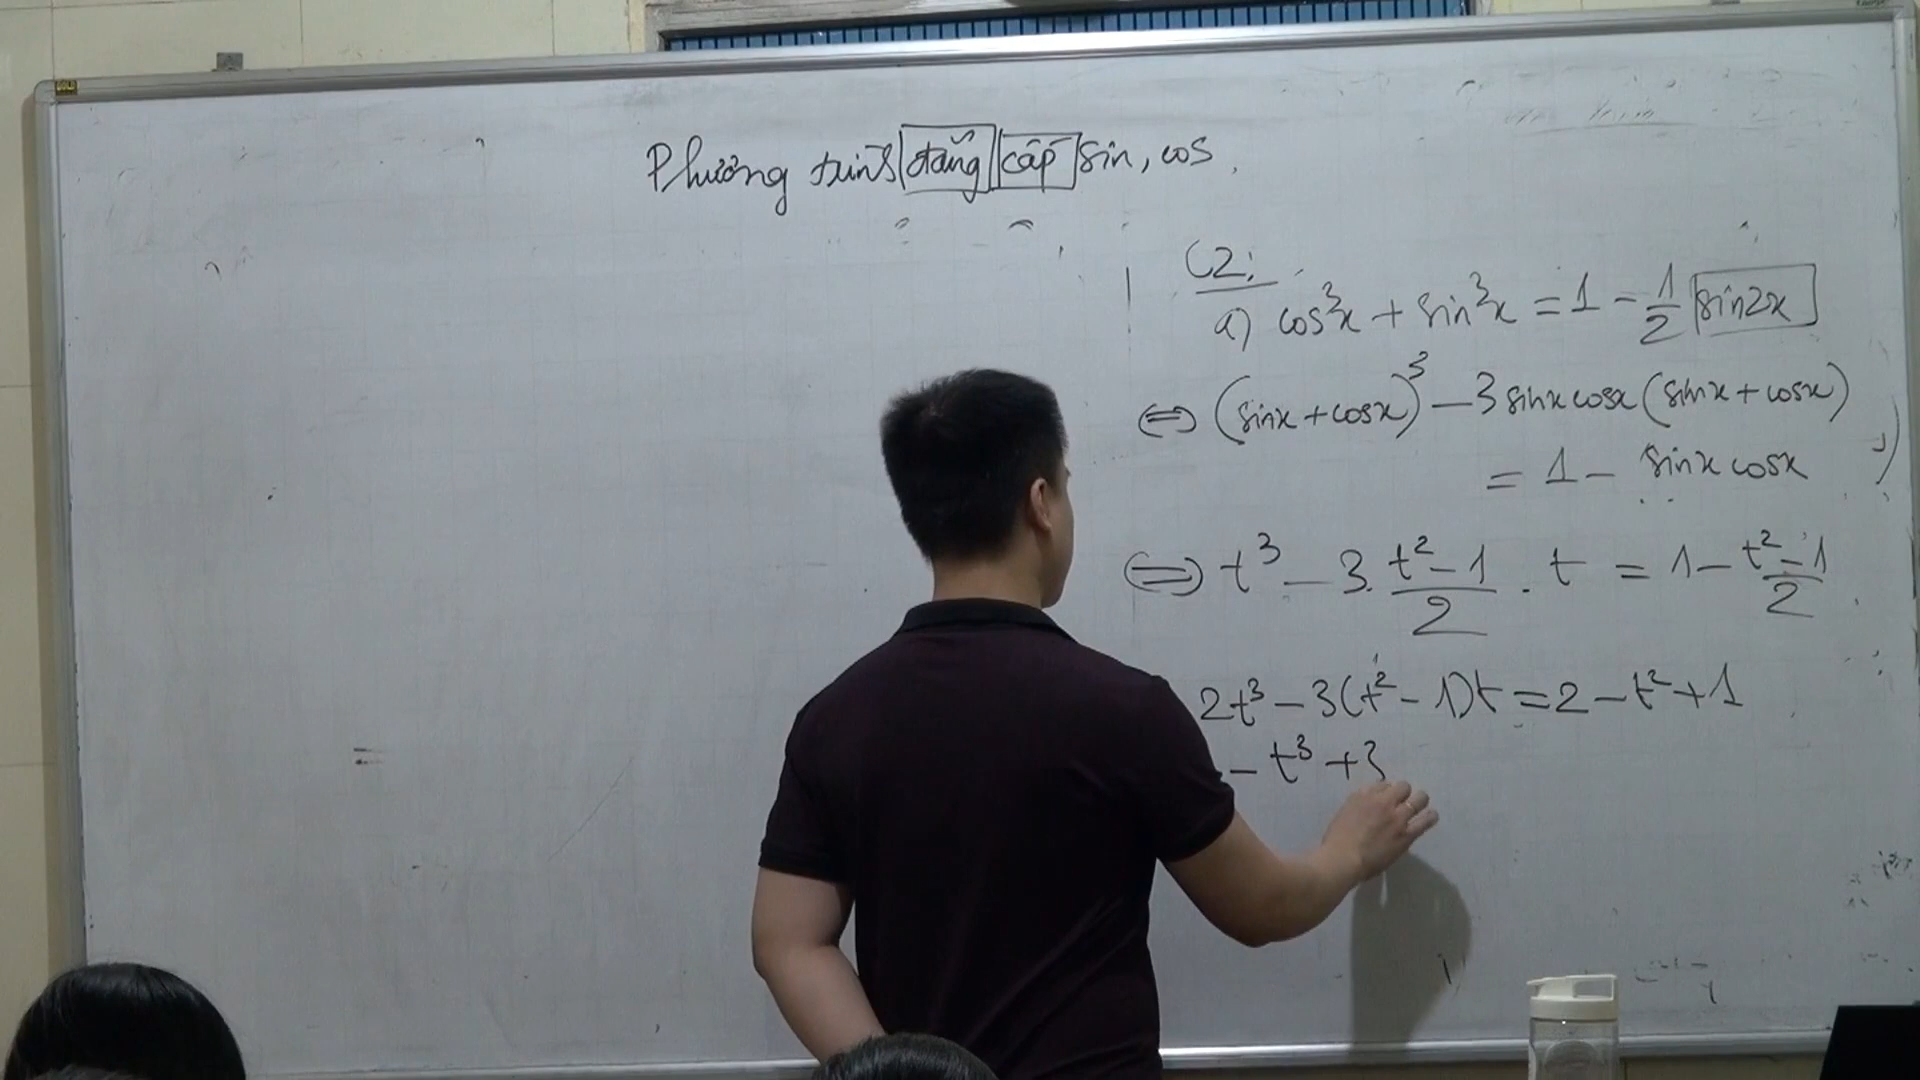 Phương trình đẳng cấp sin, cos
C2:
a) cos³x + sin³x = 1 - 1/2 sin2x
⇔ (sinx + cosx)³ - 3 sinx cosx (sinx + cosx)
= 1 - sinx cosx
⇔ t³ - 3. (t² - 1)/2 . t = 1 - (t² - 1)/2
2t³ - 3(t² - 1)t = 2 - t² + 1
- t³ + 3